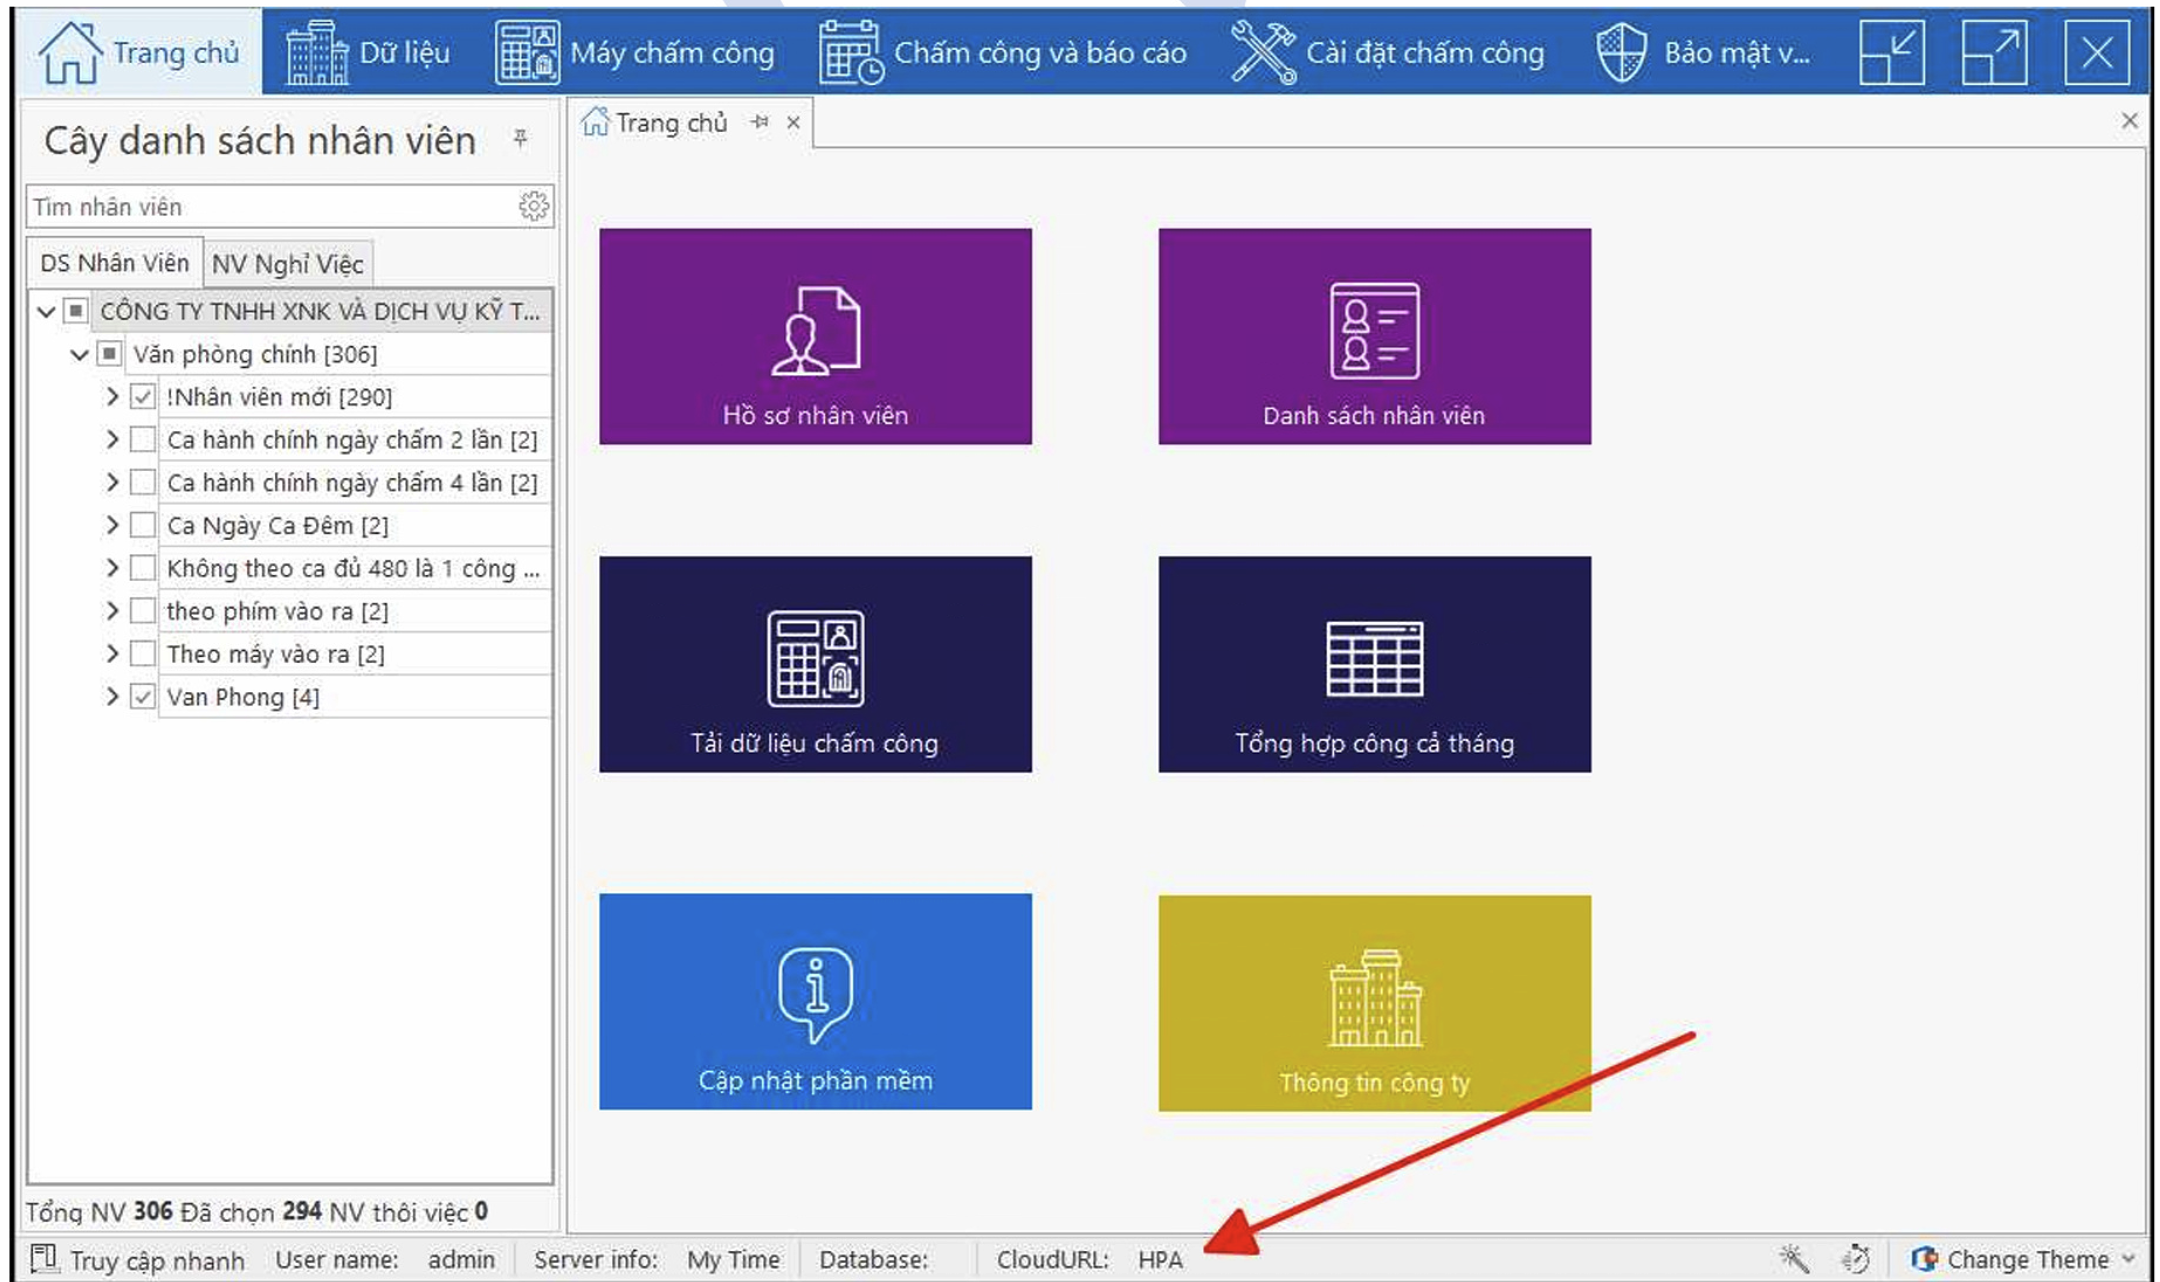 Trang chủ
Dữ liệu
Máy chấm công
Chấm công và báo cáo
Cài đặt chấm công
Bảo mật v...
Cây danh sách nhân viên
Tìm nhân viên
DS Nhân Viên
NV Nghỉ Việc
CÔNG TY TNHH XNK VÀ DỊCH VỤ KỸ T...
Văn phòng chính [306]
!Nhân viên mới [290]
Ca hành chính ngày chấm 2 lần [2]
Ca hành chính ngày chấm 4 lần [2]
Ca Ngày Ca Đêm [2]
Không theo ca đủ 480 là 1 công ...
theo phím vào ra [2]
Theo máy vào ra [2]
Van Phong [4]
Tổng NV 306 Đã chọn 294 NV thôi việc 0
Trang chủ
Hồ sơ nhân viên
Danh sách nhân viên
Tải dữ liệu chấm công
Tổng hợp công cả tháng
Cập nhật phần mềm
Thông tin công ty
Truy cập nhanh
User name: admin
Server info: My Time
Database:
CloudURL: HPA
Change Theme